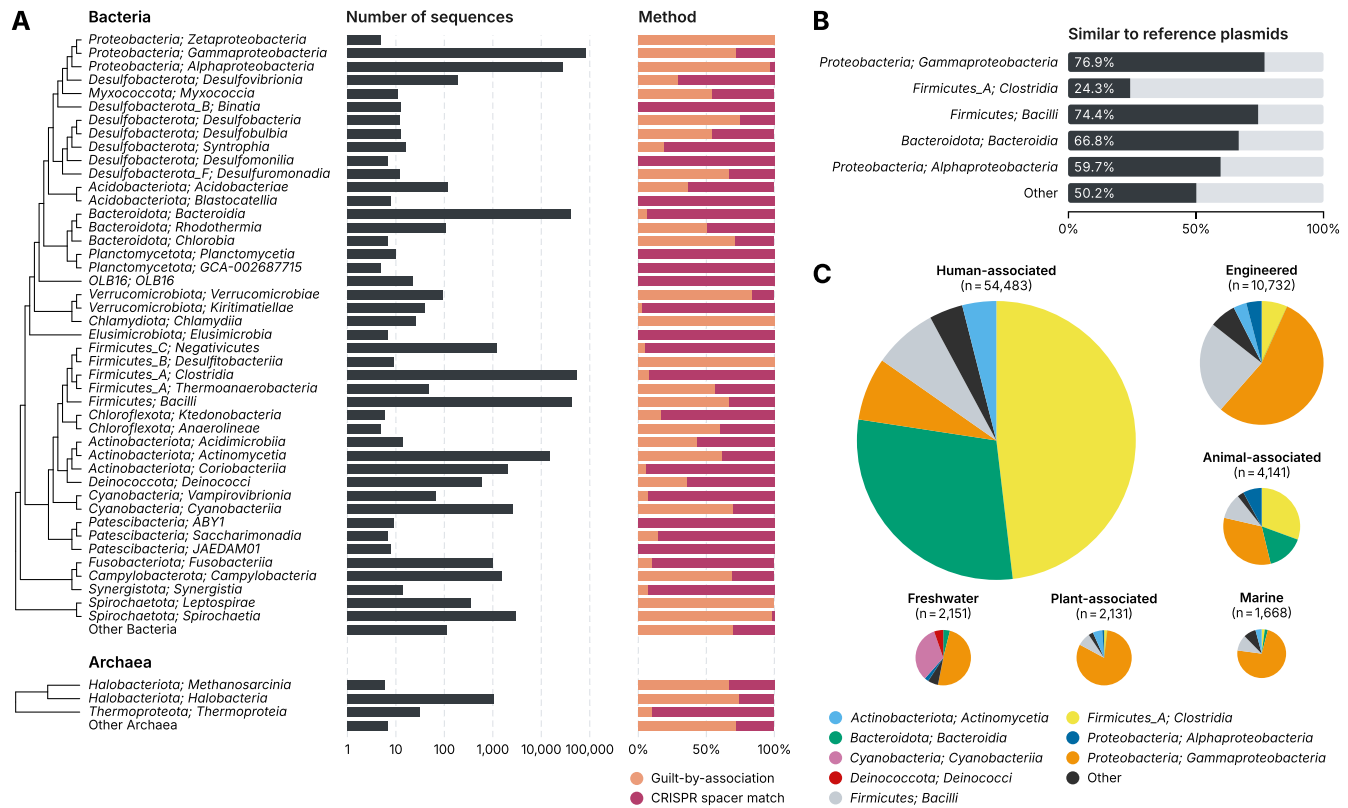 A
Bacteria
Number of sequences
Method
Proteobacteria; Zetaproteobacteria
Proteobacteria; Gammaproteobacteria
Proteobacteria; Alphaproteobacteria
Desulfobacterota; Desulfovibrionia
Myxococcota; Myxococcia
Desulfobacterota_B; Binatia
Desulfobacterota; Desulfobacteria
Desulfobacterota; Desulfobulbia
Desulfobacterota; Syntrophia
Desulfobacterota; Desulfomonilia
Desulfobacterota_F; Desulfuromonadia
Acidobacteriota; Acidobacteriae
Acidobacteriota; Blastocatellia
Bacteroidota; Bacteroidia
Bacteroidota; Rhodothermia
Bacteroidota; Chlorobia
Planctomycetota; Planctomycetia
Planctomycetota; GCA-002687715
OLB16; OLB16
Verrucomicrobiota; Verrucomicrobiae
Verrucomicrobiota; Kiritimatiellae
Chlamydiota; Chlamydiia
Elusimicrobiota; Elusimicrobia
Firmicutes_C; Negativicutes
Firmicutes_B; Desulfitobacteriia
Firmicutes_A; Clostridia
Firmicutes_A; Thermoanaerobacteria
Firmicutes; Bacilli
Chloroflexota; Ktedonobacteria
Chloroflexota; Anaerolineae
Actinobacteriota; Acidimicrobiia
Actinobacteriota; Actinomycetia
Actinobacteriota; Coriobacteriia
Deinococcota; Deinococci
Cyanobacteria; Vampirovibrionia
Cyanobacteria; Cyanobacteriia
Patescibacteria; ABY1
Patescibacteria; Saccharimonadia
Patescibacteria; JAEDAM01
Fusobacteriota; Fusobacteriia
Campylobacterota; Campylobacteria
Synergistota; Synergistia
Spirochaetota; Leptospirae
Spirochaetota; Spirochaetia
Other Bacteria
Archaea
Halobacteriota; Methanosarcinia
Halobacteriota; Halobacteria
Thermoproteota; Thermoproteia
Other Archaea
1 10 100 1,000 10,000 100,000
0% 50% 100%
Guilt-by-association
CRISPR spacer match
B
Similar to reference plasmids
Proteobacteria; Gammaproteobacteria 76.9%
Firmicutes_A; Clostridia 24.3%
Firmicutes; Bacilli 74.4%
Bacteroidota; Bacteroidia 66.8%
Proteobacteria; Alphaproteobacteria 59.7%
Other 50.2%
0% 50% 100%
C
Human-associated
(n = 54,483)
Engineered
(n = 10,732)
Animal-associated
(n = 4,141)
Freshwater
(n = 2,151)
Plant-associated
(n = 2,131)
Marine
(n = 1,668)
Actinobacteriota; Actinomycetia
Bacteroidota; Bacteroidia
Cyanobacteria; Cyanobacteriia
Deinococcota; Deinococci
Firmicutes; Bacilli
Firmicutes_A; Clostridia
Proteobacteria; Alphaproteobacteria
Proteobacteria; Gammaproteobacteria
Other